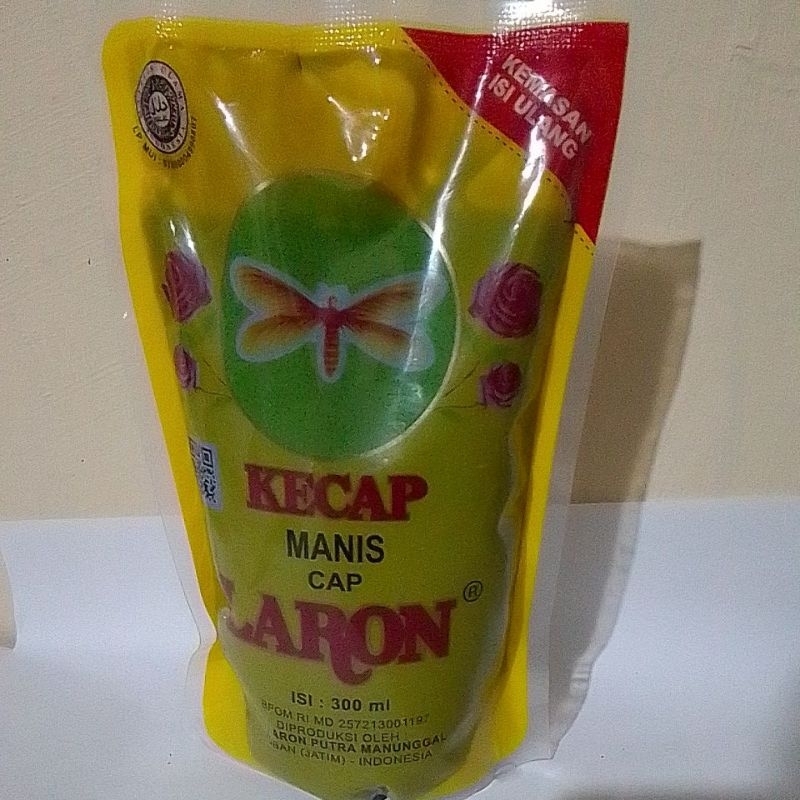 KEMASAN
ISI ULANG
KECAP
MANIS
CAP
LARON ®
ISI : 300 ml
BPOM RI MD 257213001197
DIPRODUKSI OLEH
LARON PUTRA MANUNGGAL
(JATIM) - INDONESIA